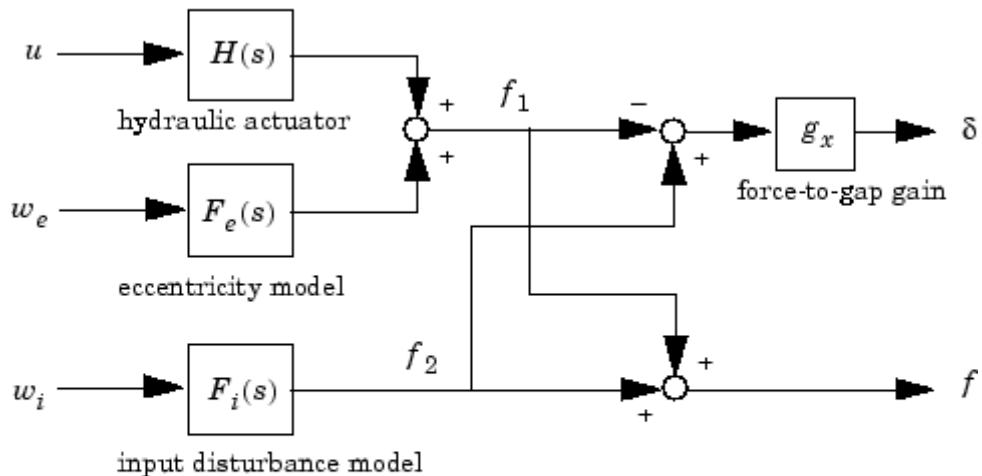 u
H(s)
hydraulic actuator
+
+
f₁
−
+
gₓ
δ
force-to-gap gain
wₑ
Fₑ(s)
eccentricity model
wᵢ
Fᵢ(s)
f₂
+
+
f
input disturbance model